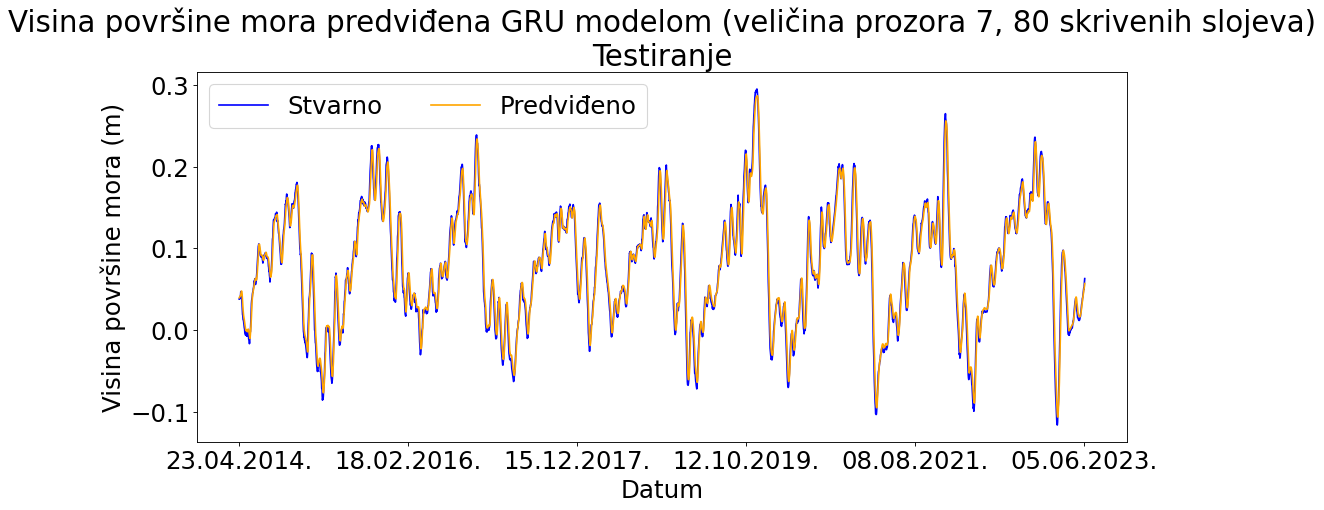 Visina površine mora predviđena GRU modelom (veličina prozora 7, 80 skrivenih slojeva)
Testiranje
Stvarno
Predviđeno
Visina površine mora (m)
0.3
0.2
0.1
0.0
−0.1
23.04.2014.
18.02.2016.
15.12.2017.
12.10.2019.
08.08.2021.
05.06.2023.
Datum